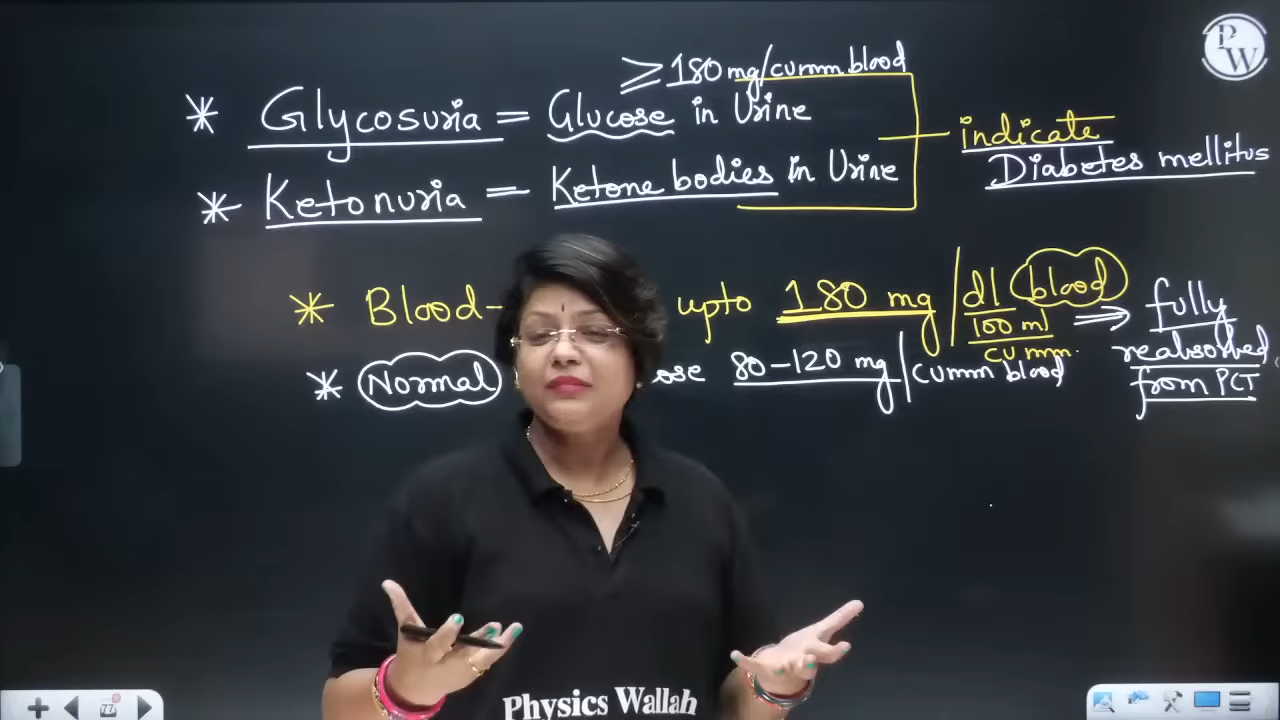 ≥ 180 mg/cumm blood
* Glycosuria = Glucose in Urine
* Ketonuria = Ketone bodies in Urine
indicate
Diabetes mellitus
* Blood- upto 180 mg/dl blood ⇒ fully
100 ml
cu mm.
reabsorbed
from PCT
* Normal ose 80-120 mg/cumm blood
PW
Physics Wallah
77